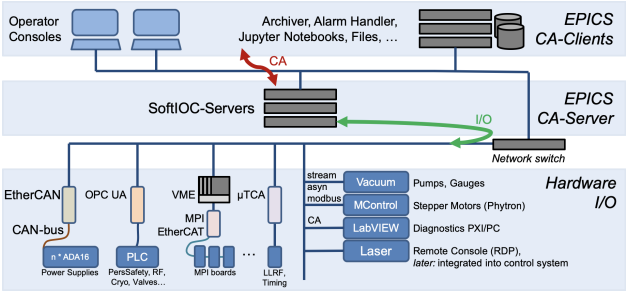 Operator
Consoles
Archiver, Alarm Handler,
Jupyter Notebooks, Files, ...
EPICS
CA-Clients
CA
SoftIOC-Servers
EPICS
CA-Server
I/O
Network switch
Hardware
I/O
EtherCAN
OPC UA
VME
µTCA
MPI
EtherCAT
CAN-bus
n * ADA16
Power Supplies
PLC
PersSafety, RF,
Cryo, Valves...
MPI boards
...
LLRF,
Timing
stream
asyn
modbus
CA
Vacuum
Pumps, Gauges
MControl
Stepper Motors (Phytron)
LabVIEW
Diagnostics PXI/PC
Laser
Remote Console (RDP),
later: integrated into control system